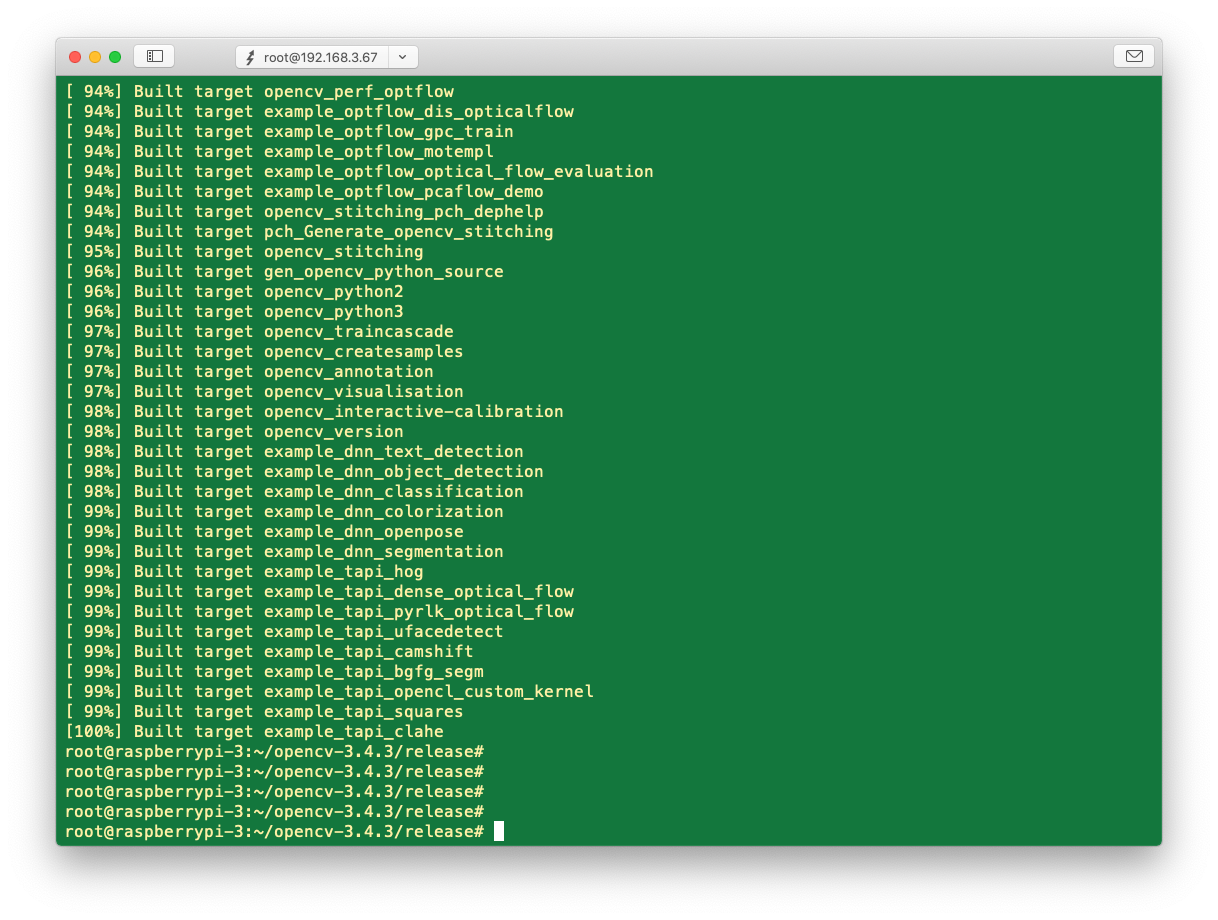 root@192.168.3.67
[ 94%] Built target opencv_perf_optflow
[ 94%] Built target example_optflow_dis_opticalflow
[ 94%] Built target example_optflow_gpc_train
[ 94%] Built target example_optflow_motempl
[ 94%] Built target example_optflow_optical_flow_evaluation
[ 94%] Built target example_optflow_pcaflow_demo
[ 94%] Built target opencv_stitching_pch_dephelp
[ 94%] Built target pch_Generate_opencv_stitching
[ 95%] Built target opencv_stitching
[ 96%] Built target gen_opencv_python_source
[ 96%] Built target opencv_python2
[ 96%] Built target opencv_python3
[ 97%] Built target opencv_traincascade
[ 97%] Built target opencv_createsamples
[ 97%] Built target opencv_annotation
[ 97%] Built target opencv_visualisation
[ 98%] Built target opencv_interactive-calibration
[ 98%] Built target opencv_version
[ 98%] Built target example_dnn_text_detection
[ 98%] Built target example_dnn_object_detection
[ 98%] Built target example_dnn_classification
[ 99%] Built target example_dnn_colorization
[ 99%] Built target example_dnn_openpose
[ 99%] Built target example_dnn_segmentation
[ 99%] Built target example_tapi_hog
[ 99%] Built target example_tapi_dense_optical_flow
[ 99%] Built target example_tapi_pyrlk_optical_flow
[ 99%] Built target example_tapi_ufacedetect
[ 99%] Built target example_tapi_camshift
[ 99%] Built target example_tapi_bgfg_segm
[ 99%] Built target example_tapi_opencl_custom_kernel
[ 99%] Built target example_tapi_squares
[100%] Built target example_tapi_clahe
root@raspberrypi-3:~/opencv-3.4.3/release#
root@raspberrypi-3:~/opencv-3.4.3/release#
root@raspberrypi-3:~/opencv-3.4.3/release#
root@raspberrypi-3:~/opencv-3.4.3/release#
root@raspberrypi-3:~/opencv-3.4.3/release#